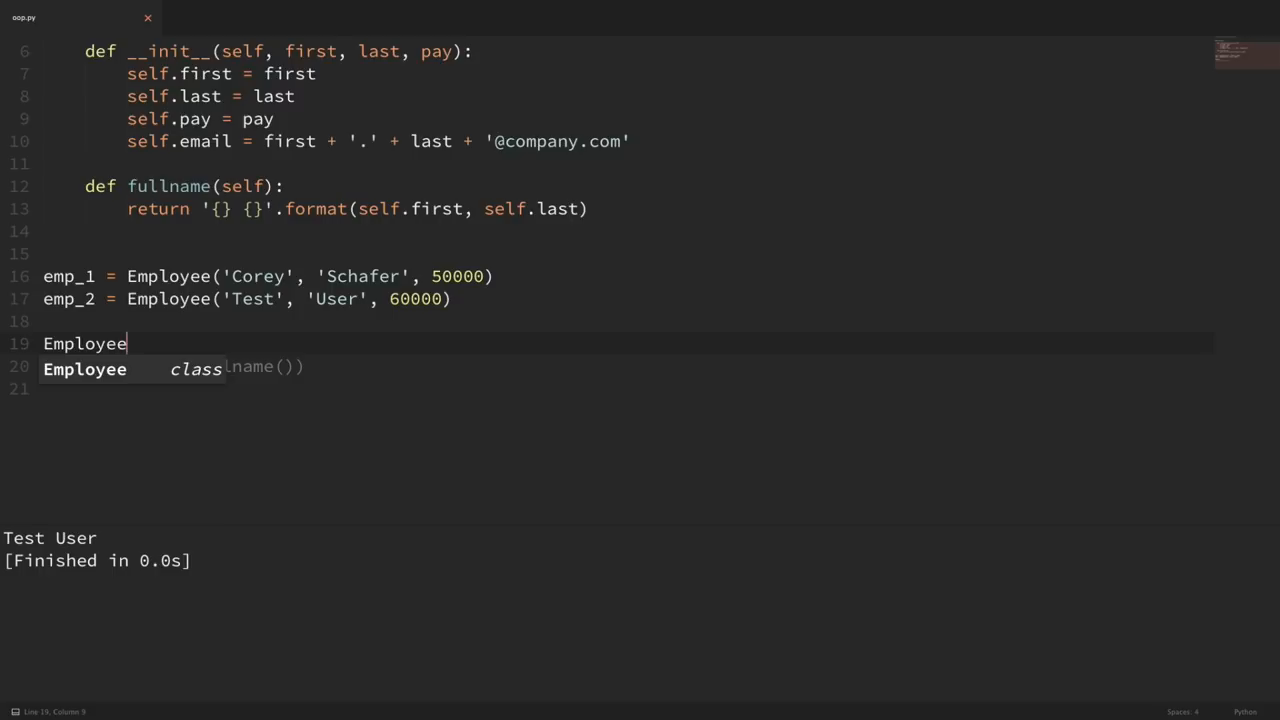 oop.py ×
6 def __init__(self, first, last, pay):
7 self.first = first
8 self.last = last
9 self.pay = pay
10 self.email = first + '.' + last + '@company.com'
11
12 def fullname(self):
13 return '{} {}'.format(self.first, self.last)
14
15
16 emp_1 = Employee('Corey', 'Schafer', 50000)
17 emp_2 = Employee('Test', 'User', 60000)
18
19 Employee
20 Employee class lname())
21
Test User
[Finished in 0.0s]
Line 19, Column 9 Spaces: 4 Python